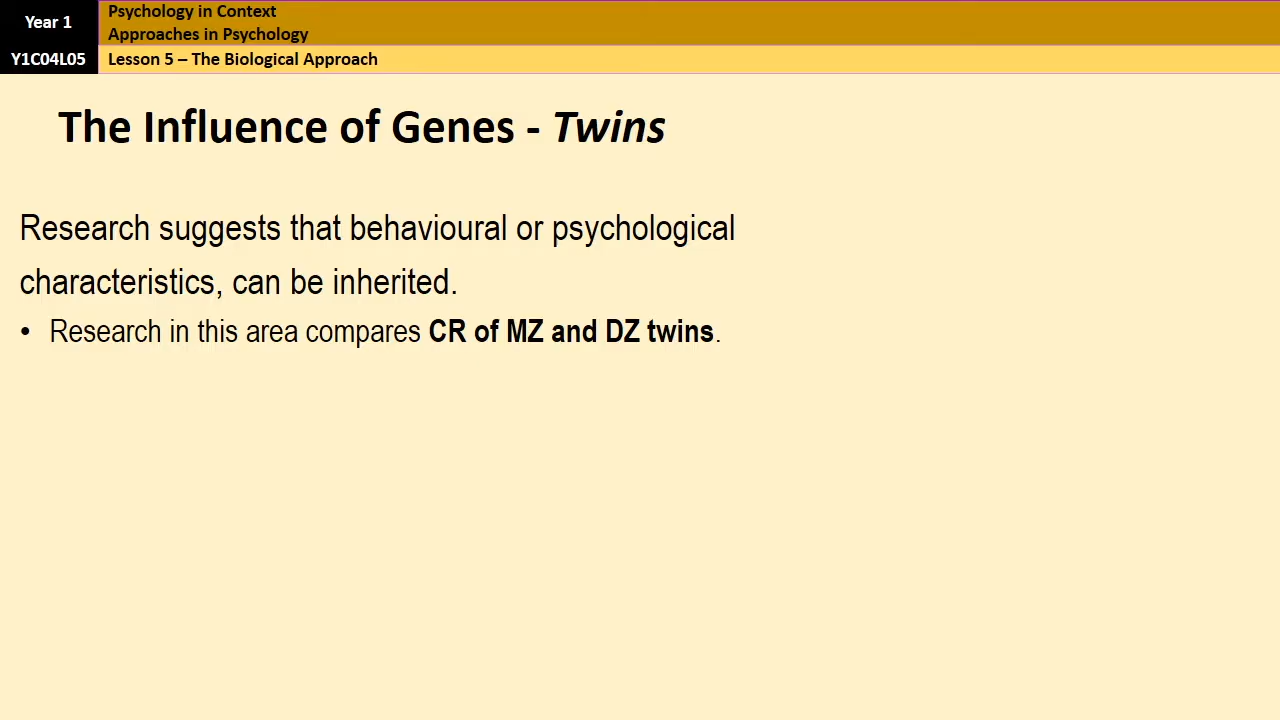 Year 1
Psychology in Context
Approaches in Psychology
Y1C04L05
Lesson 5 – The Biological Approach
The Influence of Genes - Twins
Research suggests that behavioural or psychological
characteristics, can be inherited.
• Research in this area compares CR of MZ and DZ twins.